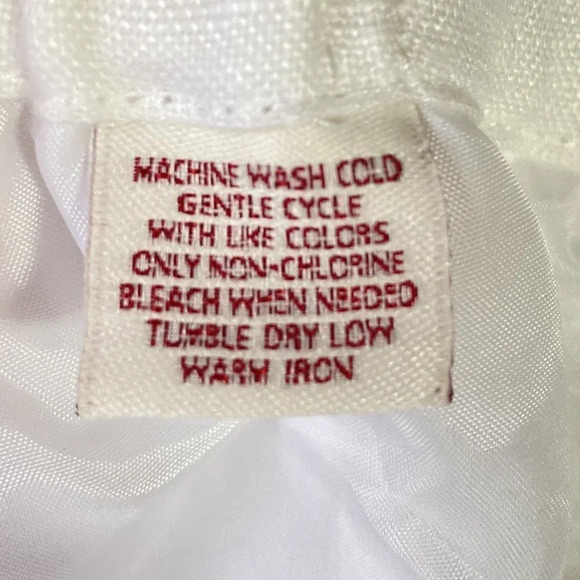 MACHINE WASH COLD
GENTLE CYCLE
WITH LIKE COLORS
ONLY NON-CHLORINE
BLEACH WHEN NEEDED
TUMBLE DRY LOW
WARM IRON